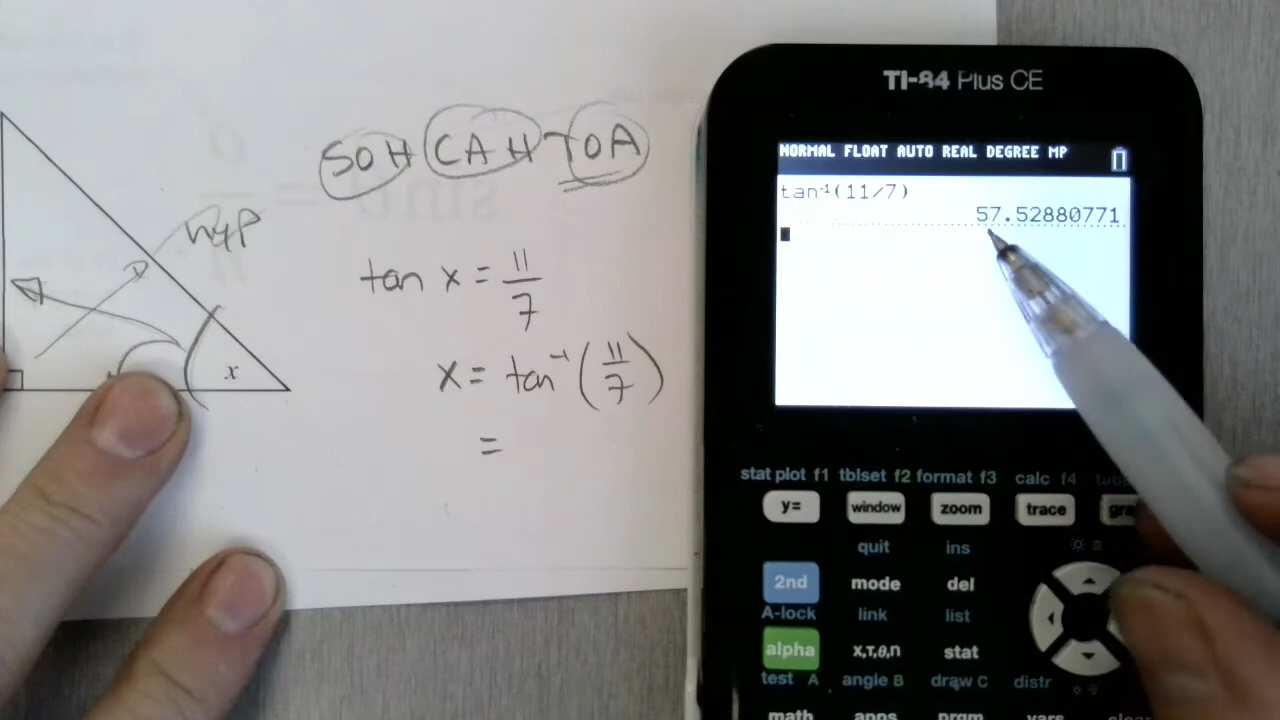 SOH CAH TOA
hyp
tan x = 11/7
x = tan⁻¹(11/7)
=
x
TI-84 Plus CE
NORMAL FLOAT AUTO REAL DEGREE MP
tan⁻¹(11/7)
57.52880771
stat plot f1 tblset f2 format f3 calc f4
y= window zoom trace
quit ins
2nd mode del
A-lock link list
alpha x,T,θ,n stat
test A angle B draw C distr
math apps prgm vars clear